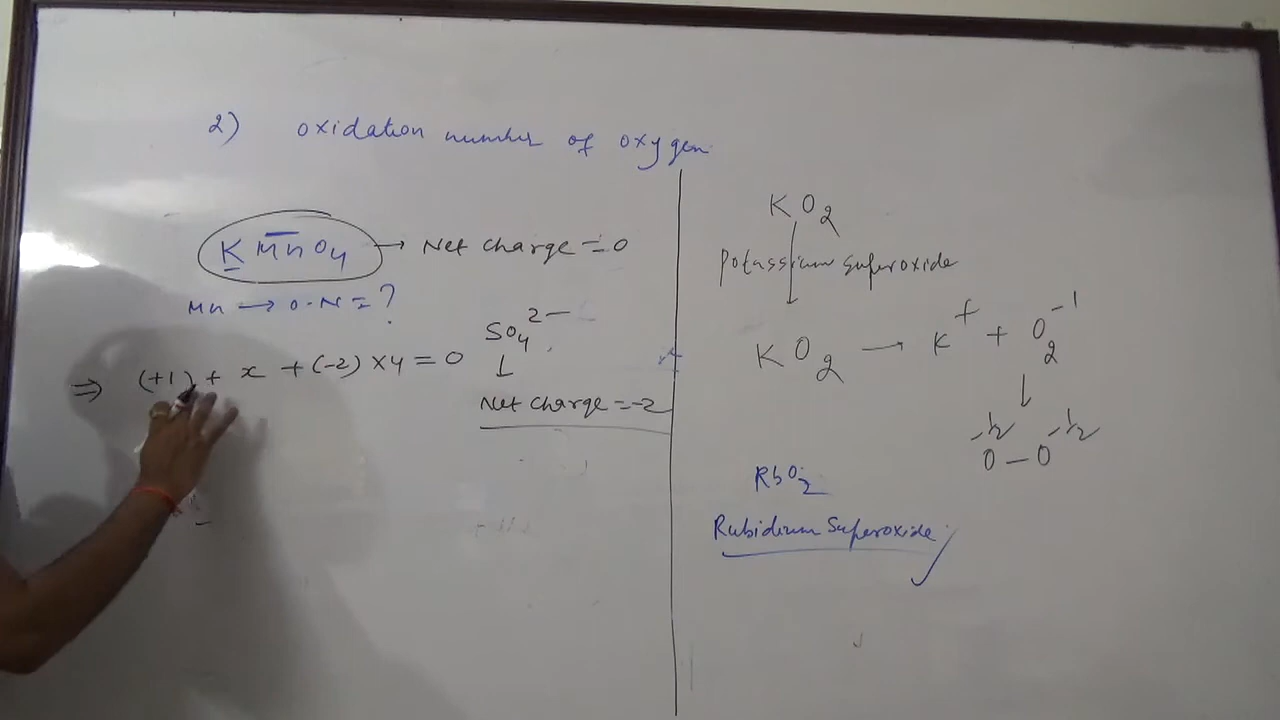 2) oxidation number of oxygen
KMnO4 → Net charge = 0
Mn → O.N = ?
SO4 2-
⇒ (+1) + x + (-2) x 4 = 0
Net charge = -2
KO2
Potassium superoxide
KO2 → K+ + O2 -1
-1/2 -1/2
O - O
RbO2
Rubidium Superoxide